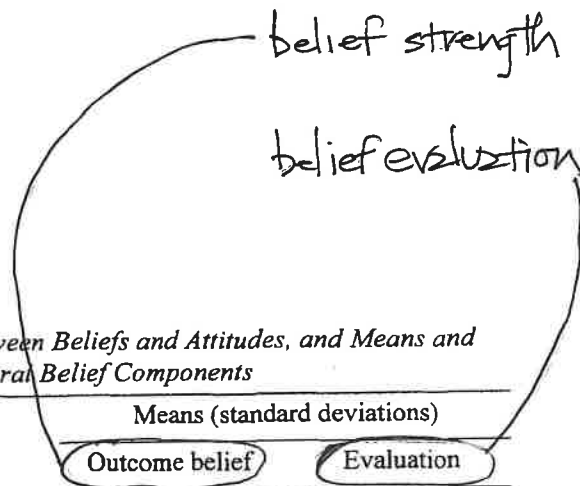 belief strength
belief evaluation
veen Beliefs and Attitudes, and Means and
ral Belief Components
Means (standard deviations)
Outcome belief Evaluation